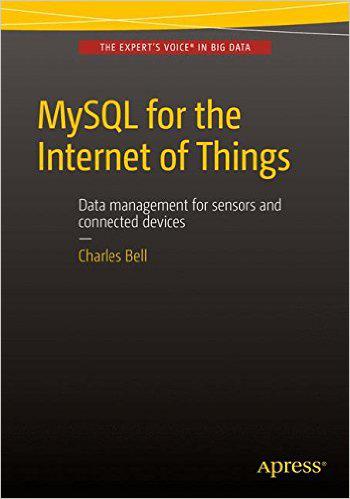 THE EXPERT'S VOICE® IN BIG DATA
MySQL for the
Internet of Things
Data management for sensors and
connected devices
—
Charles Bell
Apress®